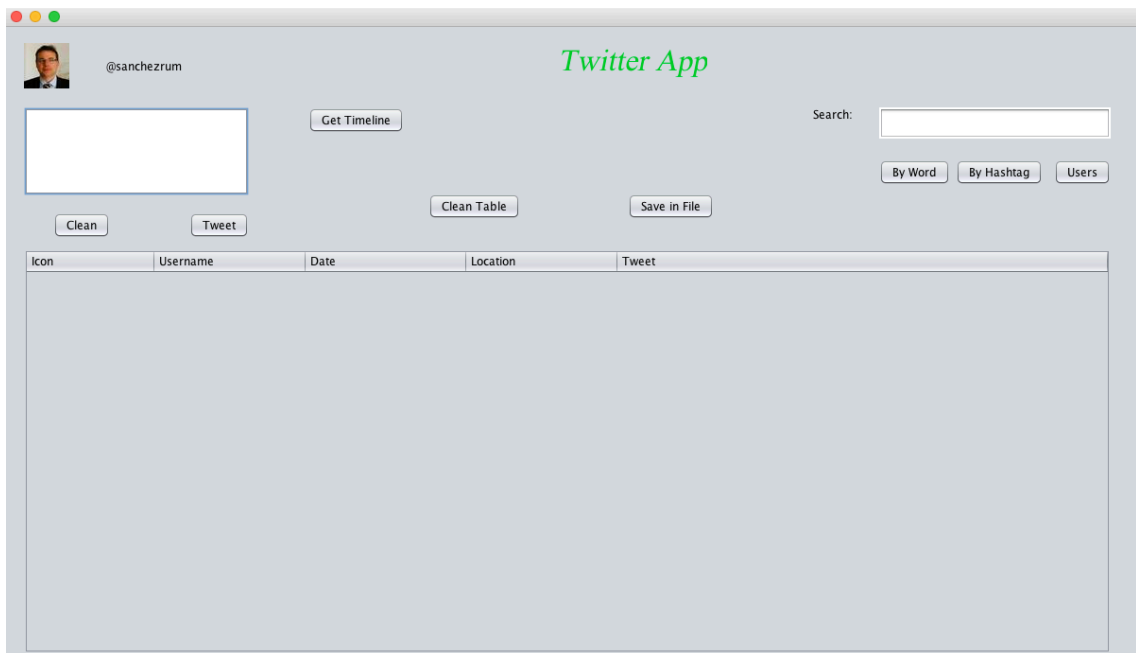 @sanchezrum
Twitter App
Get Timeline
Search:
By Word By Hashtag Users
Clean Table Save in File
Clean Tweet
Icon Username Date Location Tweet